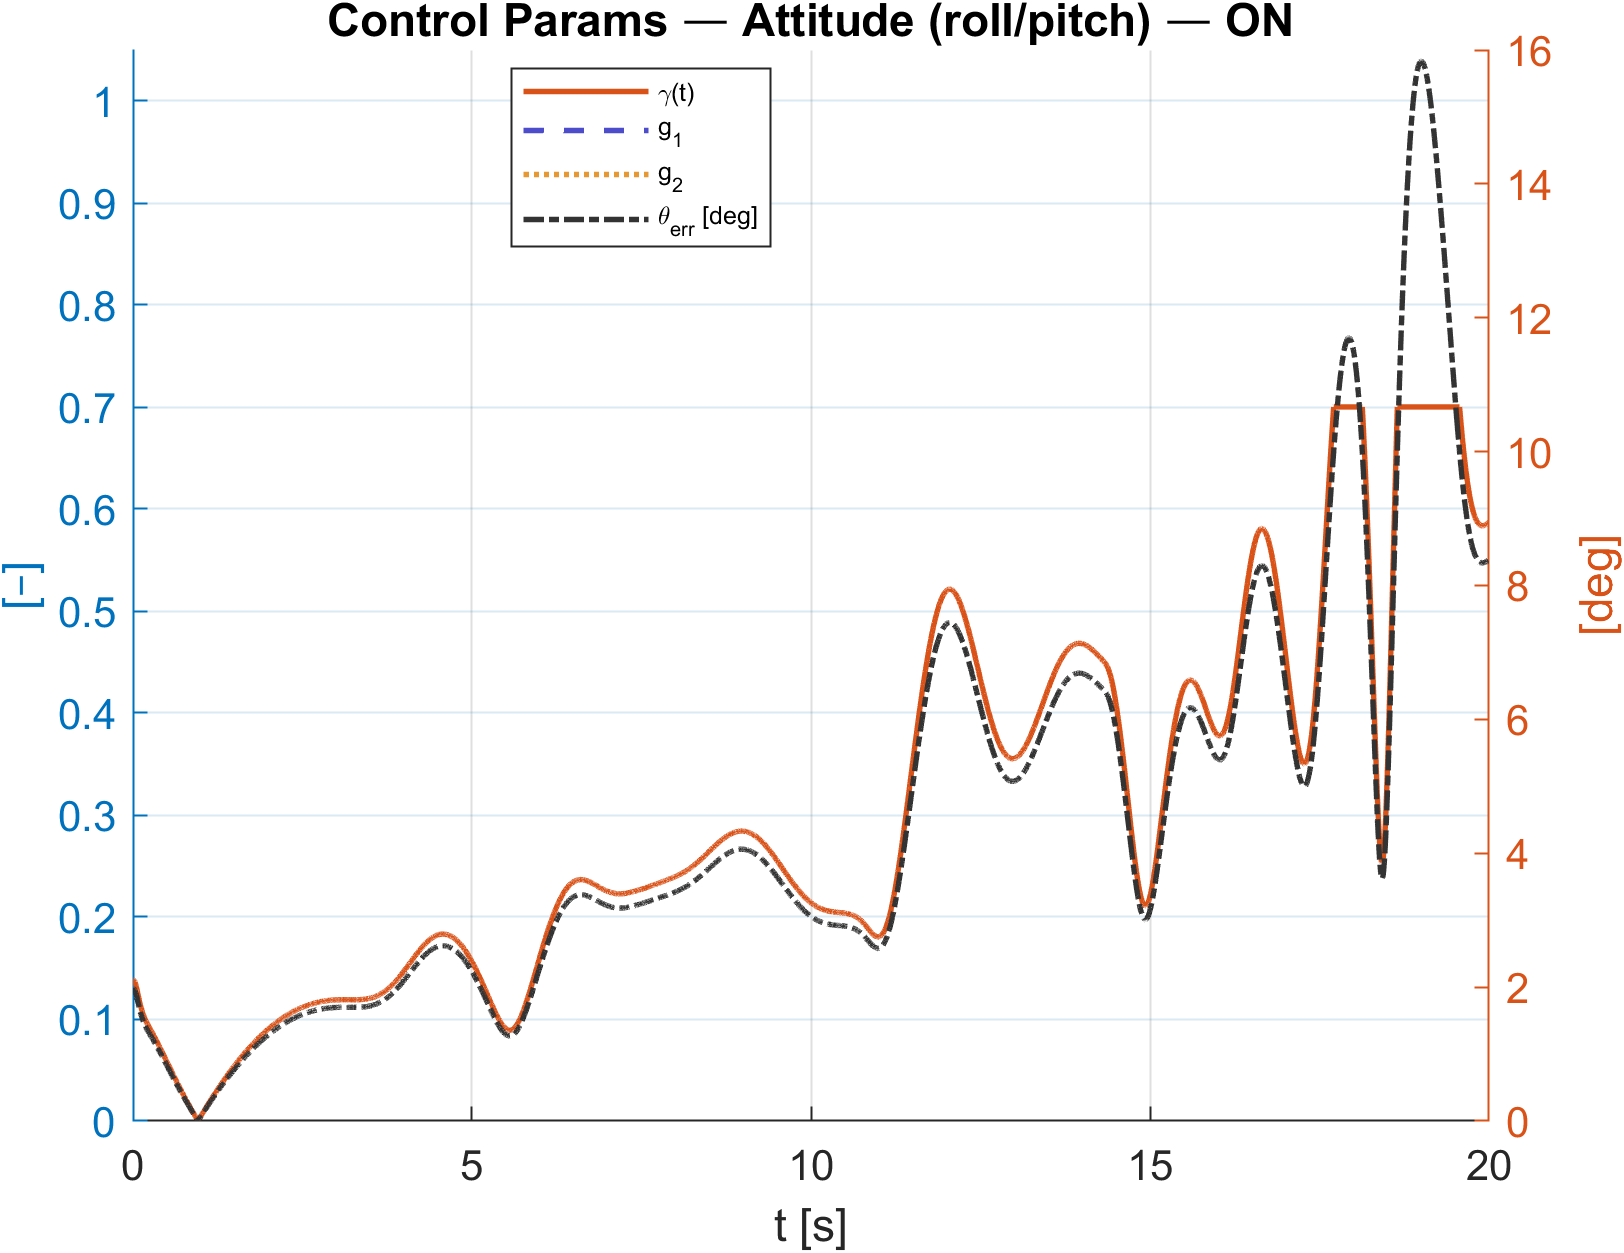 Control Params — Attitude (roll/pitch) — ON
γ(t)
g1
g2
θerr [deg]
1
0.9
0.8
0.7
0.6
0.5
0.4
0.3
0.2
0.1
0
[–]
16
14
12
10
8
6
4
2
0
[deg]
0 5 10 15 20
t [s]